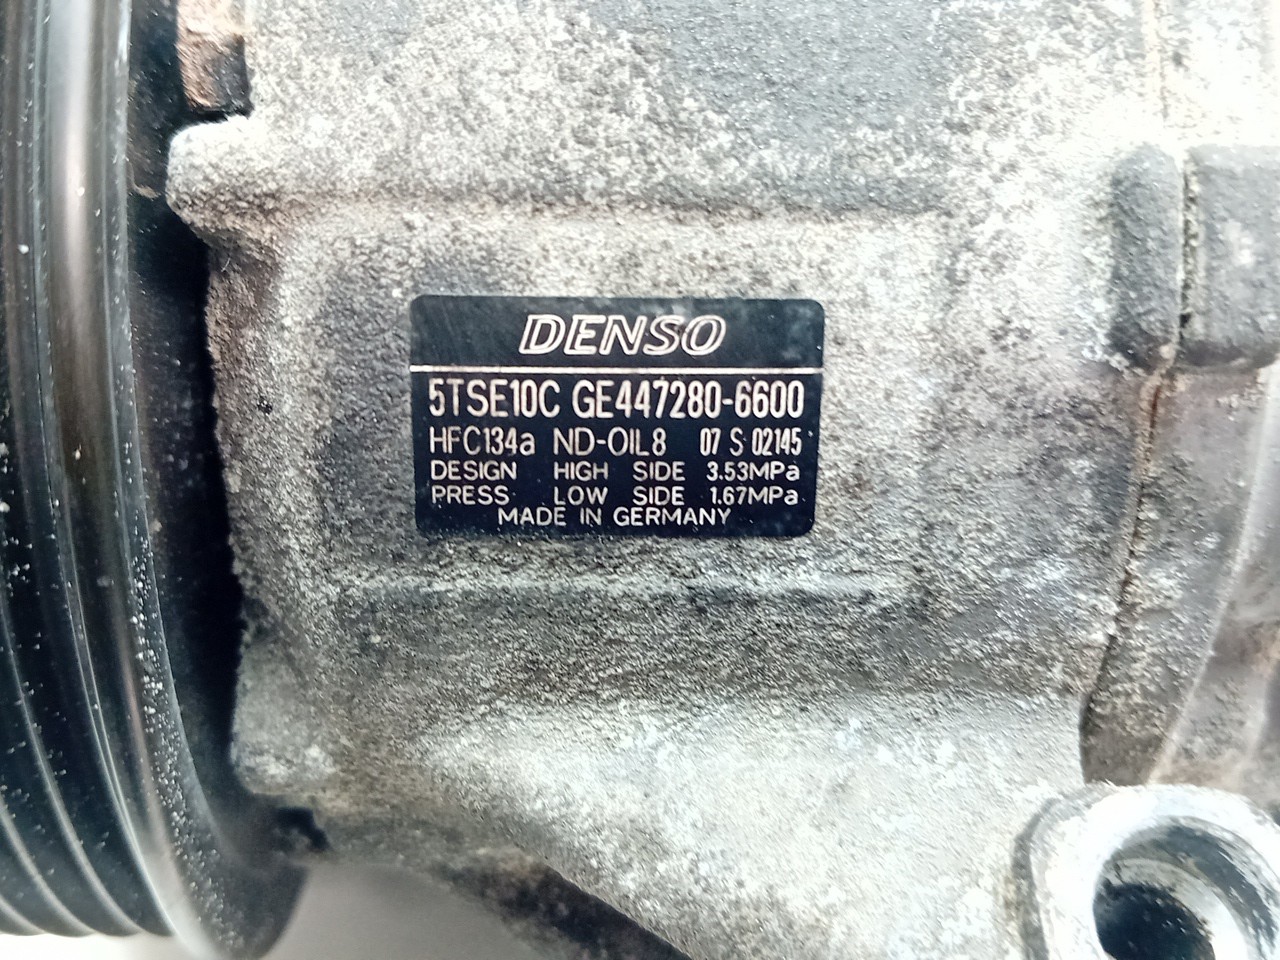 DENSO
5TSE10C GE447280-6600
HFC134a ND-OIL8 07 S 02145
DESIGN HIGH SIDE 3.53MPa
PRESS LOW SIDE 1.67MPa
MADE IN GERMANY